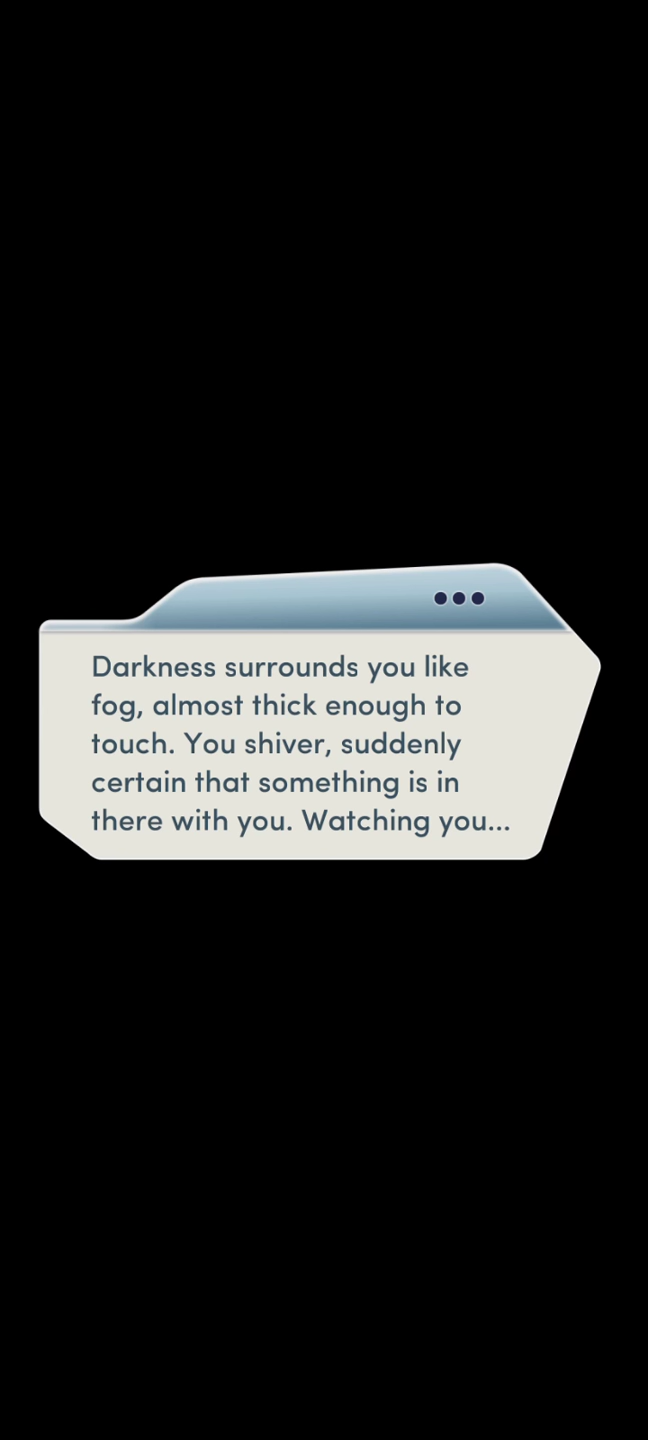 Darkness surrounds you like
fog, almost thick enough to
touch. You shiver, suddenly
certain that something is in
there with you. Watching you...